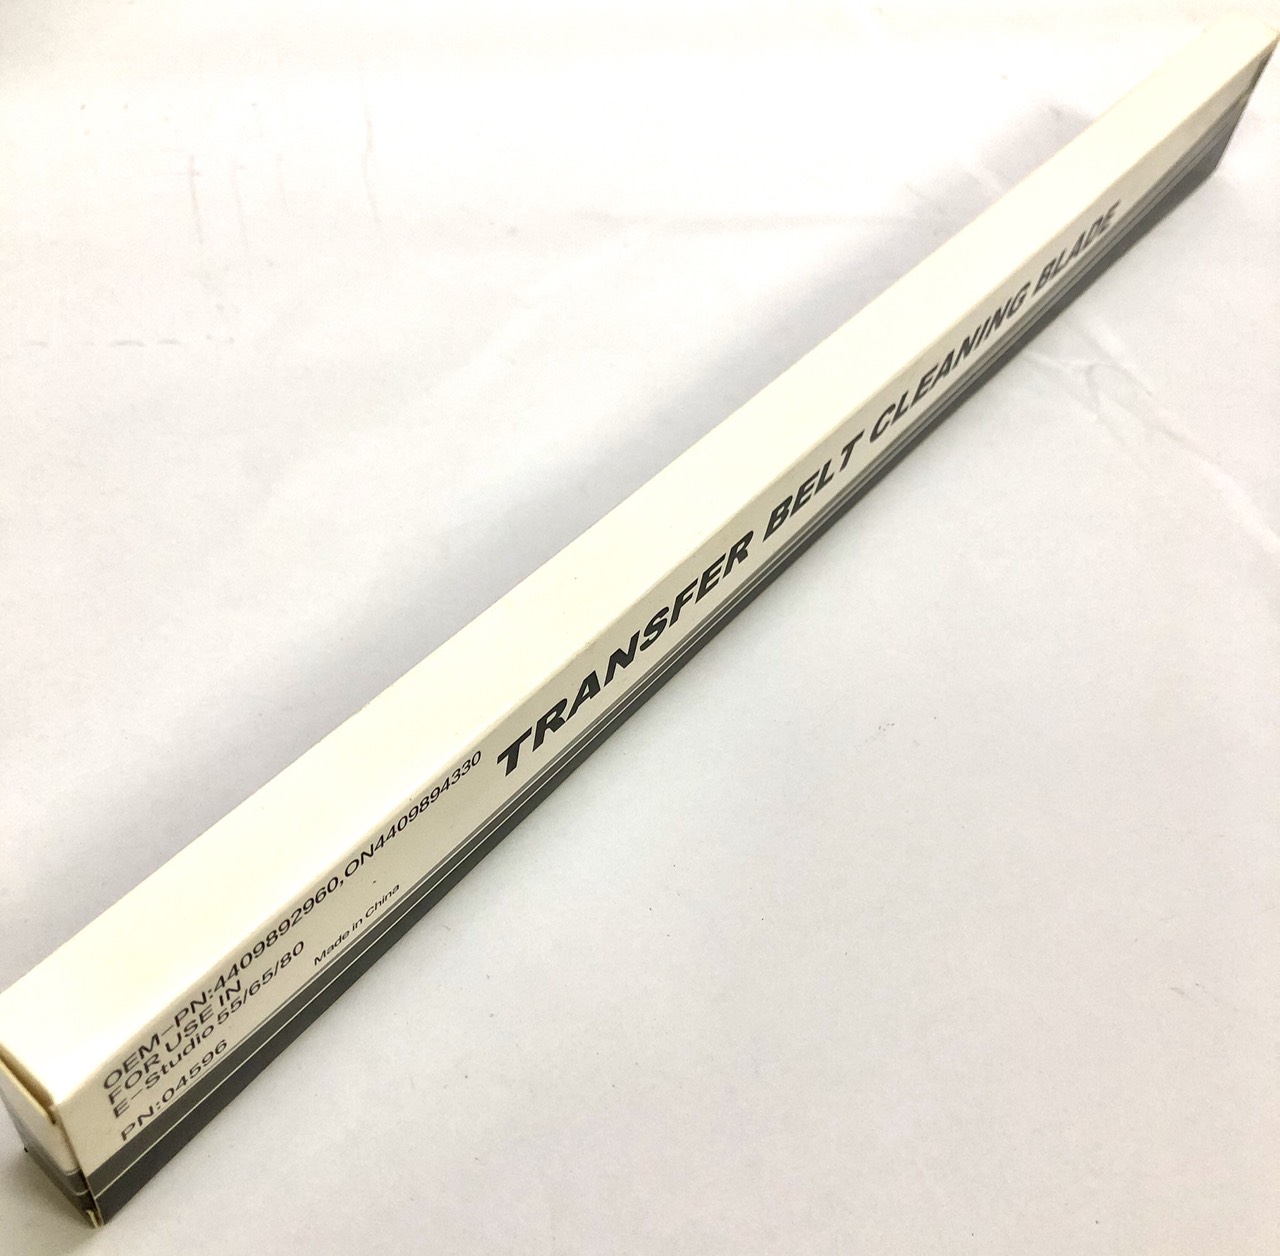 TRANSFER BELT CLEANING BLADE
OEM-PN:4409892960,ON4409894330
FOR USE IN
E-Studio 55/65/80
Made in China
PN:04596